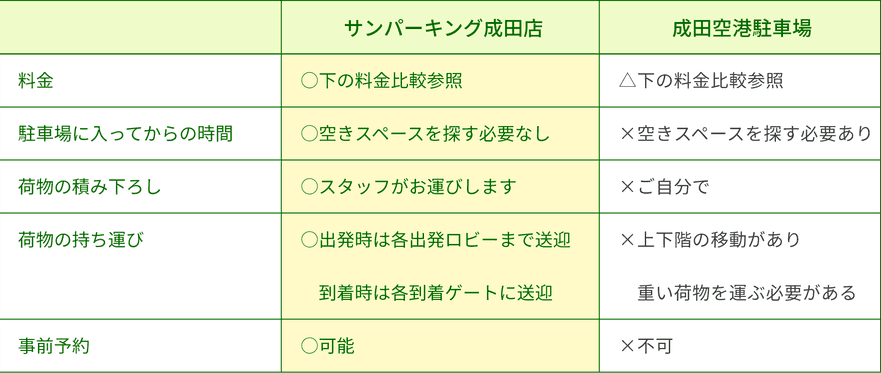 サンパーキング成田店 成田空港駐車場
料金 ○下の料金比較参照 △下の料金比較参照
駐車場に入ってからの時間 ○空きスペースを探す必要なし ×空きスペースを探す必要あり
荷物の積み下ろし ○スタッフがお運びします ×ご自分で
荷物の持ち運び ○出発時は各出発ロビーまで送迎 ×上下階の移動があり
到着時は各到着ゲートに送迎 重い荷物を運ぶ必要がある
事前予約 ○可能 ×不可